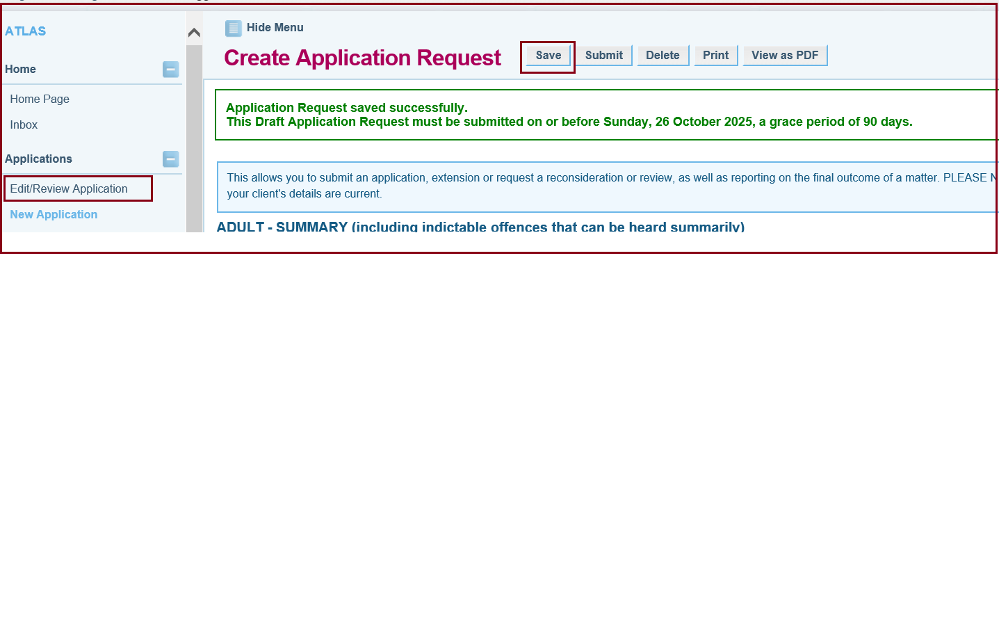 ATLAS
Home
Home Page
Inbox
Applications
Edit/Review Application
New Application
Hide Menu
Create Application Request
Save
Submit
Delete
Print
View as PDF
Application Request saved successfully.
This Draft Application Request must be submitted on or before Sunday, 26 October 2025, a grace period of 90 days.
This allows you to submit an application, extension or request a reconsideration or review, as well as reporting on the final outcome of a matter. PLEASE
your client's details are current.
ADULT - SUMMARY (including indictable offences that can be heard summarily)